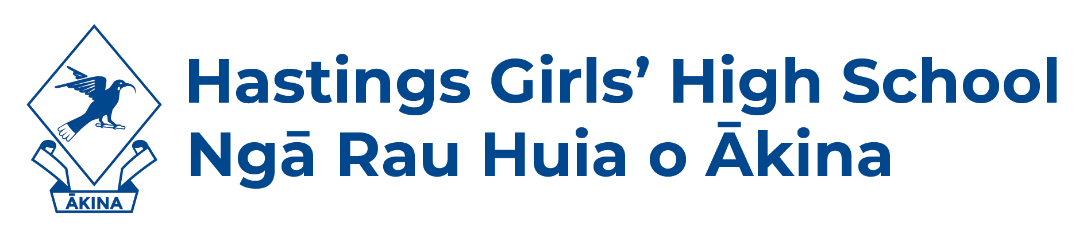 Hastings Girls’ High School
Ngā Rau Huia o Ākina
ĀKINA